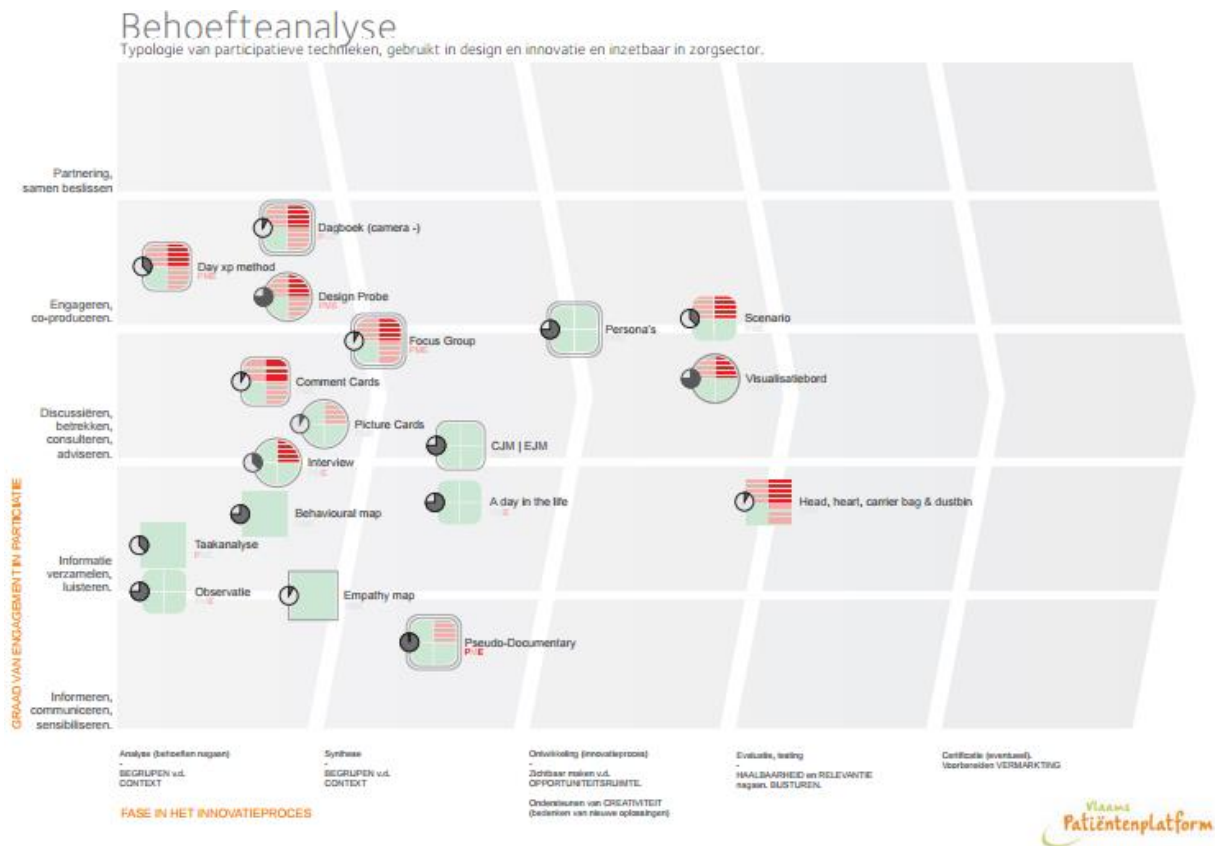 Behoefteanalyse
Typologie van participatieve technieken, gebruikt in design en innovatie en inzetbaar in zorgsector.
Partnering,
samen beslissen
Dagboek (camera -)
Day xp method
PME
Design Probe
PME
Engageren,
co-produceren.
Persona's
Scenario
Focus Group
PME
Comment Cards
Visualisatiebord
Discussiëren,
betrekken,
consulteren,
adviseren.
Picture Cards
CJM | EJM
Interview
A day in the life
Head, heart, carrier bag & dustbin
Behavioural map
Taakanalyse
Informatie
verzamelen,
luisteren.
Observatie
Empathy map
Pseudo-Documentary
PME
Informeren,
communiceren,
sensibiliseren.
GRAAD VAN ENGAGEMENT IN PARTICIATIE
Analyse (behoeften nagaan)
-
BEGRIJPEN v.d.
CONTEXT
Synthese
-
BEGRIJPEN v.d.
CONTEXT
Ontwikkeling (innovatieproces)
-
Zichtbaar maken v.d.
OPPORTUNITEITSRUIMTE.
Ondersteunen van CREATIVITEIT
(bedenken van nieuwe oplossingen)
Evaluatie, testing
-
HAALBAARHEID en RELEVANTIE
nagaan. BIJSTUREN.
Certificatie (eventueel).
Voorbereiden VERMARKTING
FASE IN HET INNOVATIEPROCES
Vlaams
Patiëntenplatform